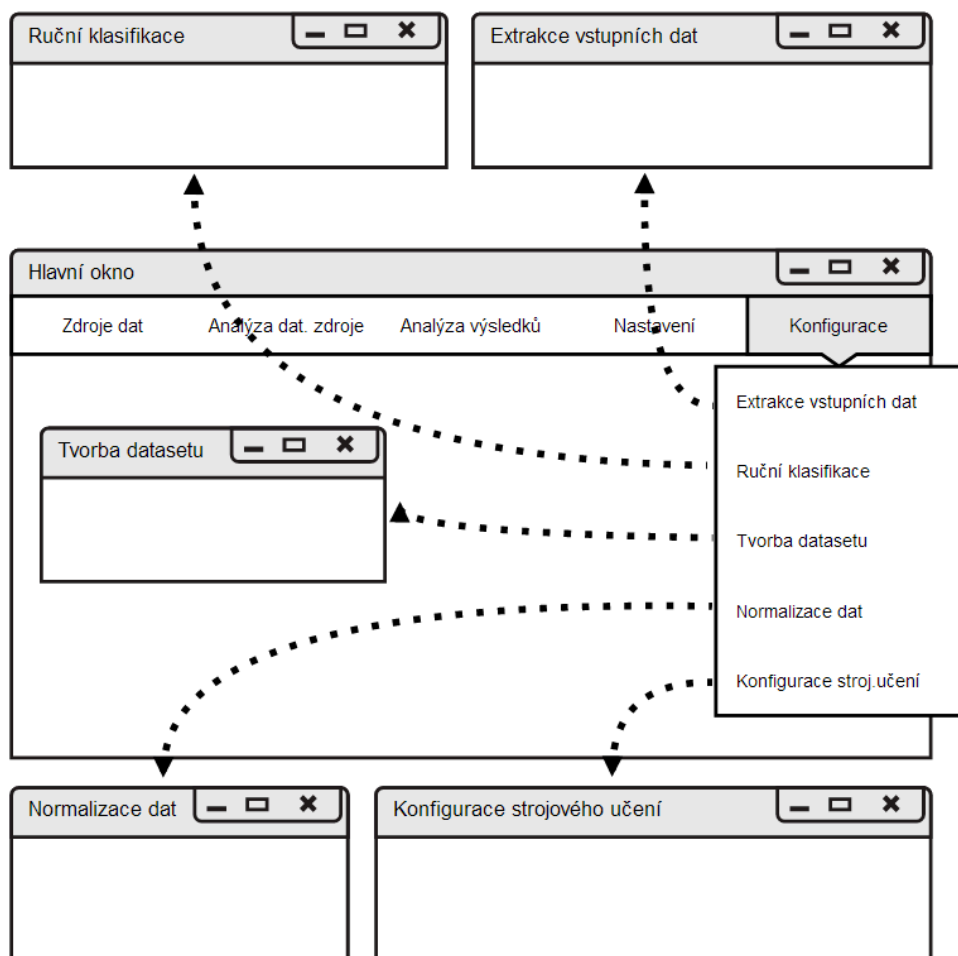 Ruční klasifikace
Extrakce vstupních dat
Hlavní okno
Zdroje dat
Analýza dat. zdroje
Analýza výsledků
Nastavení
Konfigurace
Extrakce vstupních dat
Ruční klasifikace
Tvorba datasetu
Normalizace dat
Konfigurace stroj.učení
Tvorba datasetu
Normalizace dat
Konfigurace strojového učení